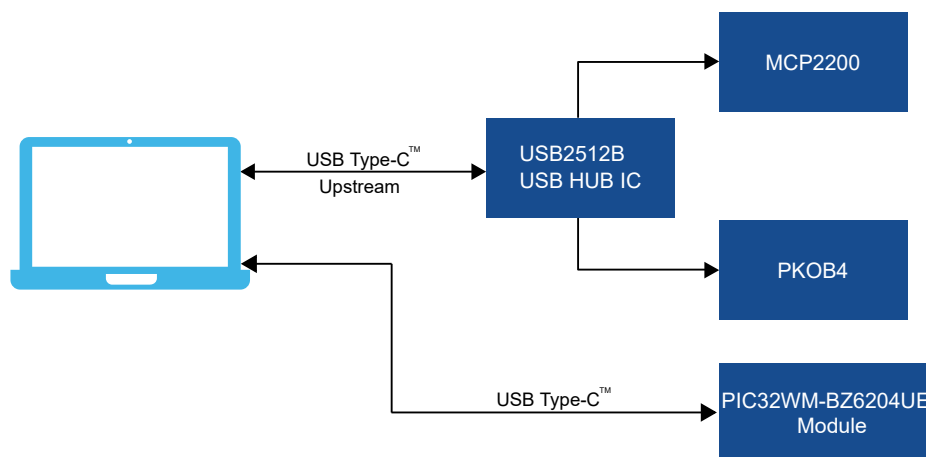 MCP2200
USB Type-C™
Upstream
USB2512B
USB HUB IC
PKOB4
USB Type-C™
PIC32WM-BZ6204UE
Module